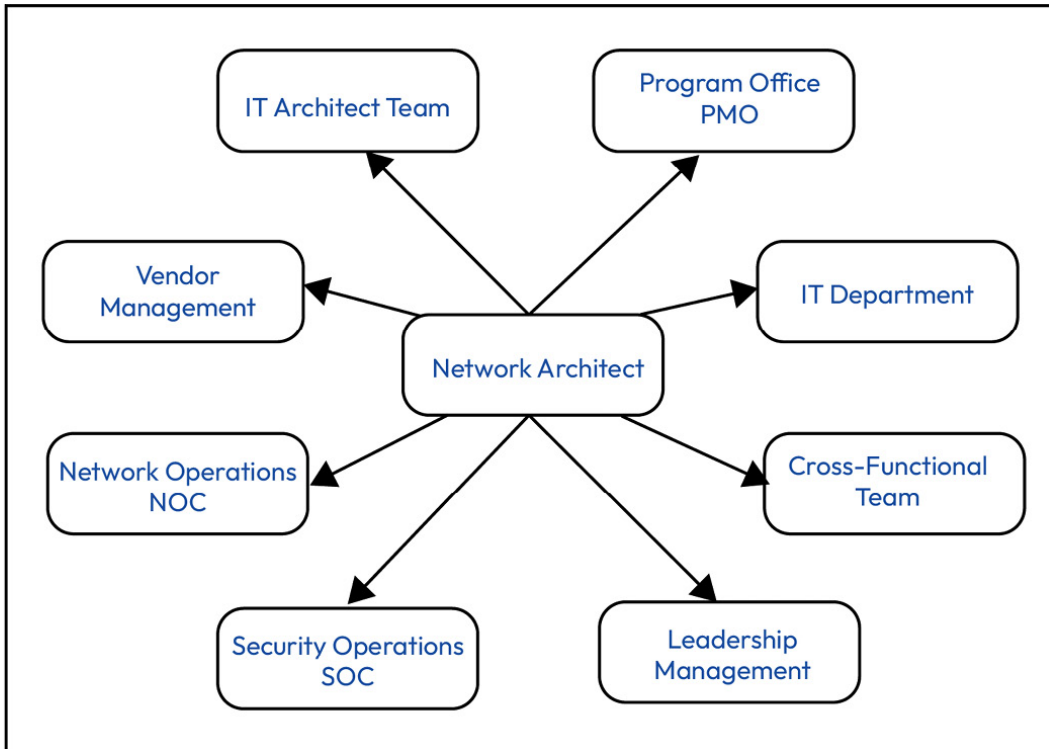 IT Architect Team
Program Office
PMO
Vendor
Management
IT Department
Network Architect
Network Operations
NOC
Cross-Functional
Team
Security Operations
SOC
Leadership
Management